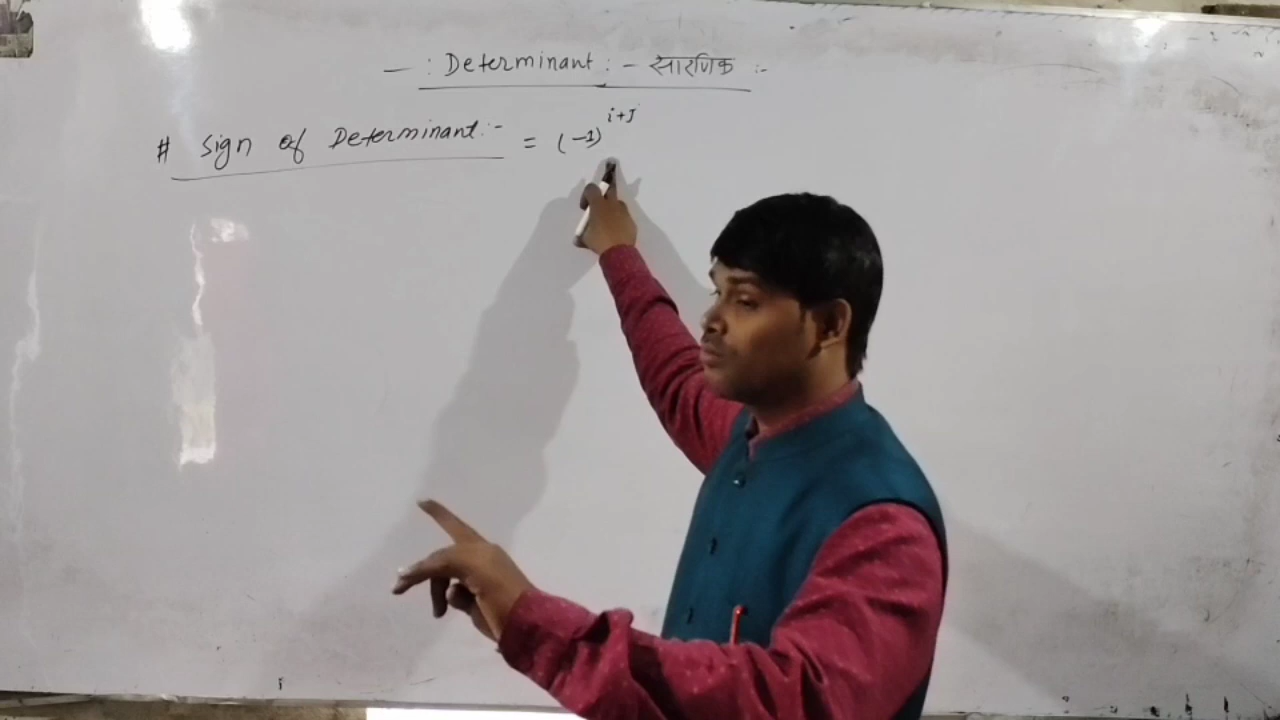 — : Determinant : - सारणिक :-
# Sign of Determinant:- = (-1)^{i+J}